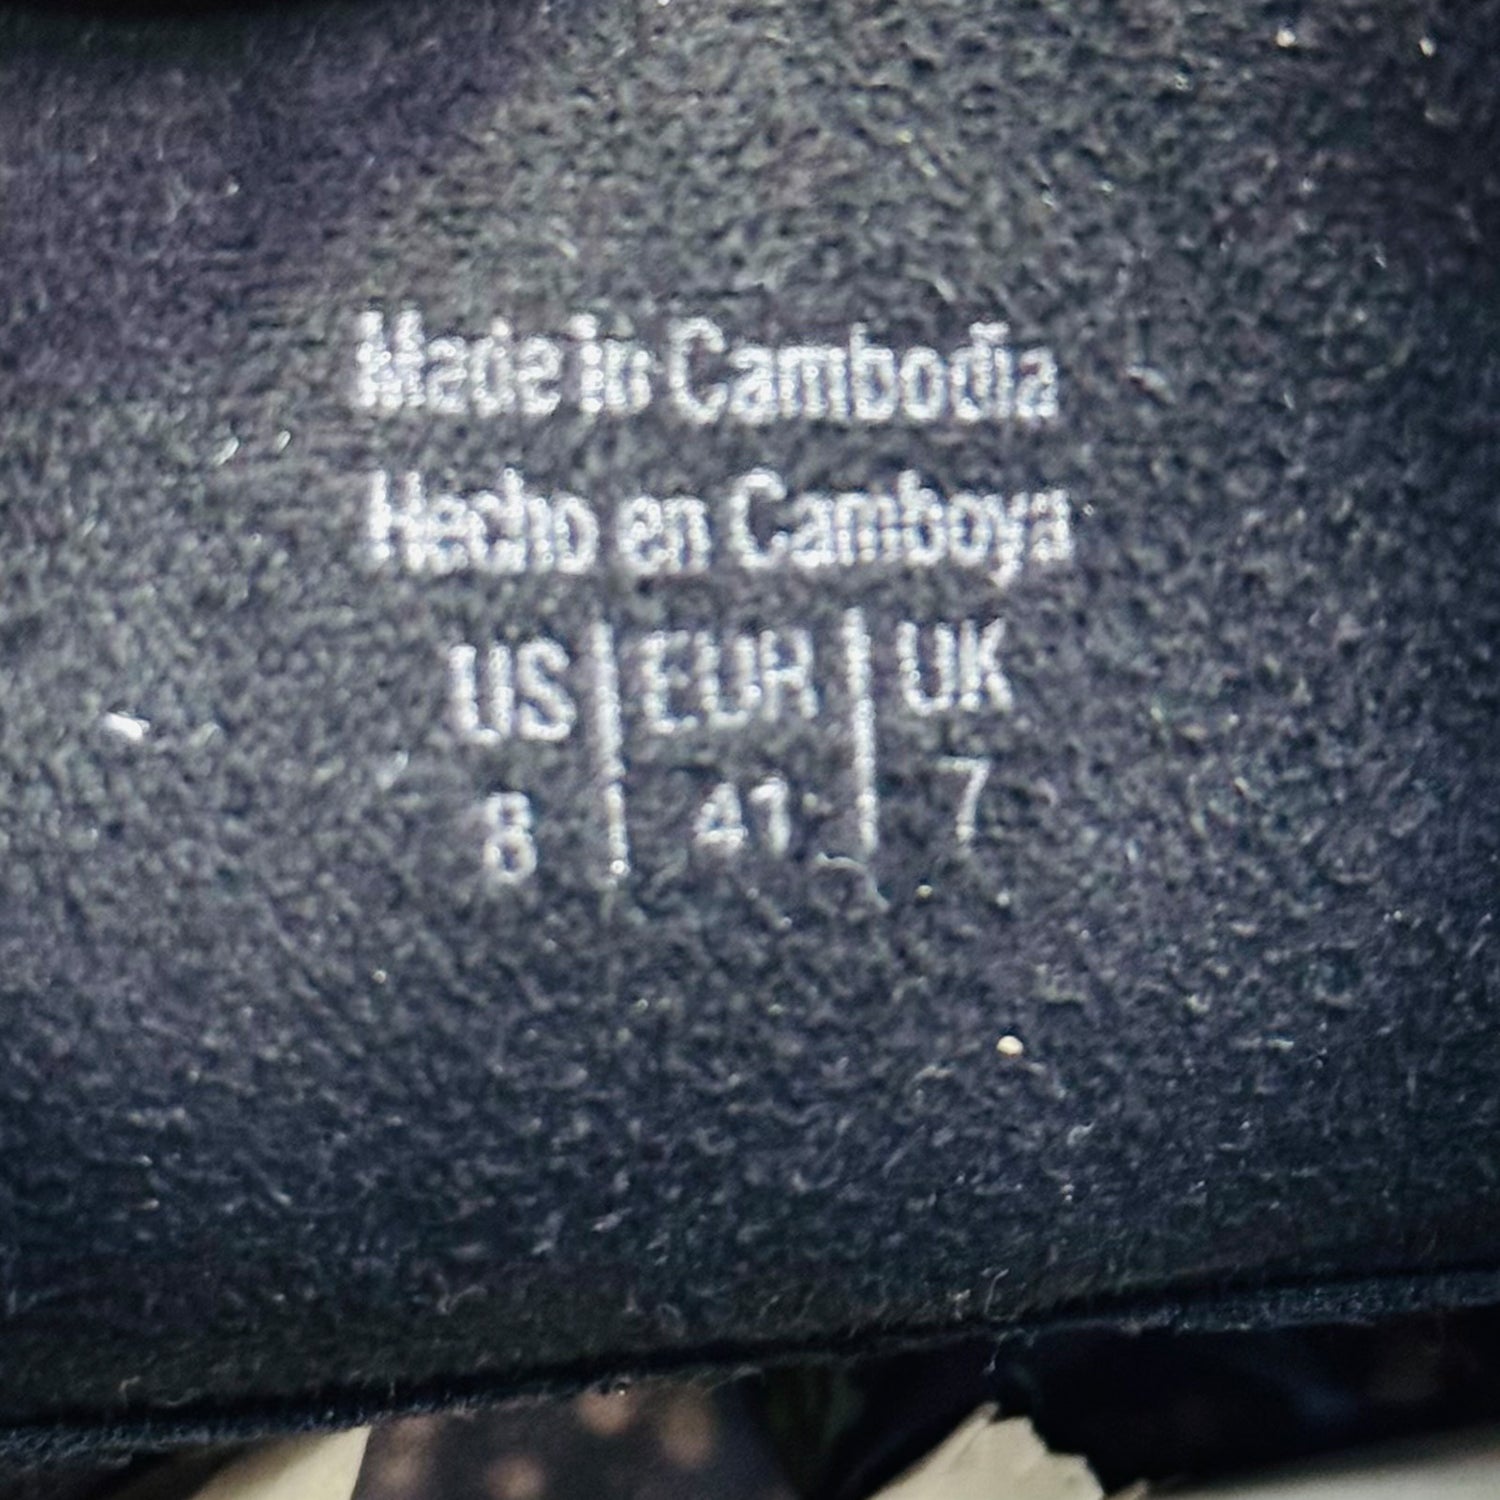 Made in Cambodia
Hecho en Camboya
US | EUR | UK
8 | 41 | 7